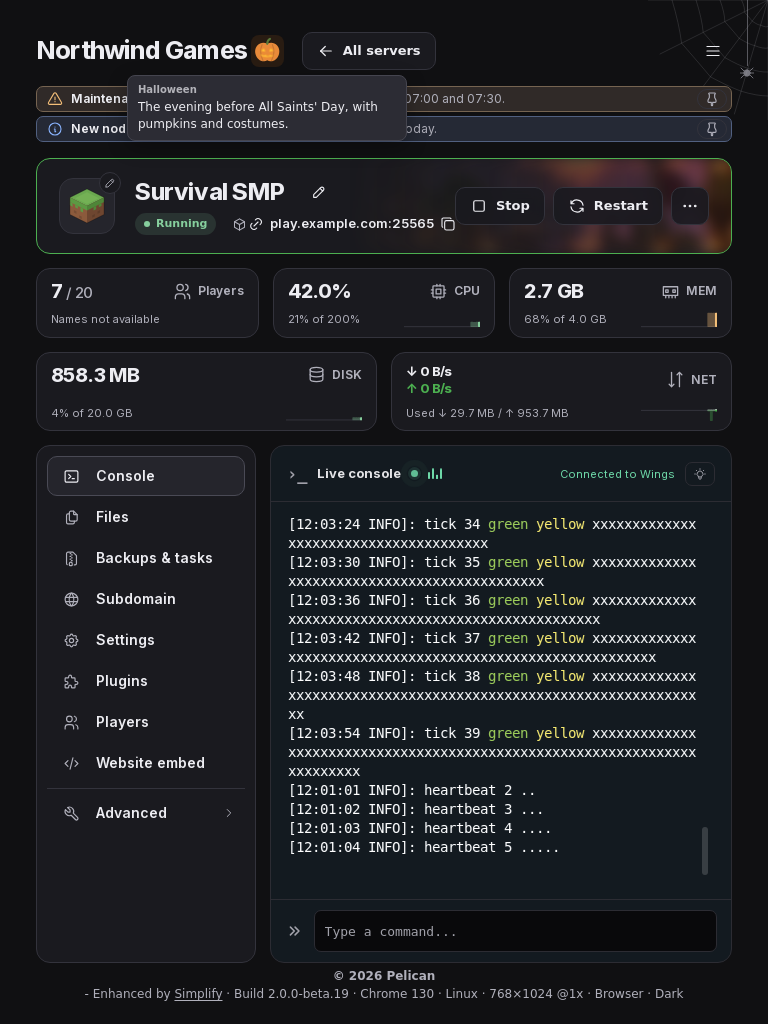 Northwind Games
All servers
Halloween
The evening before All Saints' Day, with
pumpkins and costumes.
07:00 and 07:30.
Survival SMP
Running
play.example.com:25565
Stop
Restart
7 / 20
Players
Names not available
42.0%
CPU
21% of 200%
2.7 GB
MEM
68% of 4.0 GB
858.3 MB
DISK
4% of 20.0 GB
↓ 0 B/s
↑ 0 B/s
NET
Used ↓ 29.7 MB / ↑ 953.7 MB
Console
Files
Backups & tasks
Subdomain
Settings
Plugins
Players
Website embed
Advanced
Live console
Connected to Wings
[12:03:24 INFO]: tick 34 green yellow xxxxxxxxxxxxx
xxxxxxxxxxxxxxxxxxxxxxxxx
[12:03:30 INFO]: tick 35 green yellow xxxxxxxxxxxxx
xxxxxxxxxxxxxxxxxxxxxxxxxxxxxxxx
[12:03:36 INFO]: tick 36 green yellow xxxxxxxxxxxxx
xxxxxxxxxxxxxxxxxxxxxxxxxxxxxxxxxxxxxxx
[12:03:42 INFO]: tick 37 green yellow xxxxxxxxxxxxx
xxxxxxxxxxxxxxxxxxxxxxxxxxxxxxxxxxxxxxxxxxxxxx
[12:03:48 INFO]: tick 38 green yellow xxxxxxxxxxxxx
xxxxxxxxxxxxxxxxxxxxxxxxxxxxxxxxxxxxxxxxxxxxxxxxxxx
xx
[12:03:54 INFO]: tick 39 green yellow xxxxxxxxxxxxx
xxxxxxxxxxxxxxxxxxxxxxxxxxxxxxxxxxxxxxxxxxxxxxxxxxx
xxxxxxxxx
[12:01:01 INFO]: heartbeat 2 ..
[12:01:02 INFO]: heartbeat 3 ...
[12:01:03 INFO]: heartbeat 4 ....
[12:01:04 INFO]: heartbeat 5 .....
Type a command...
© 2026 Pelican
- Enhanced by Simplify · Build 2.0.0-beta.19 · Chrome 130 · Linux · 768×1024 @1x · Browser · Dark